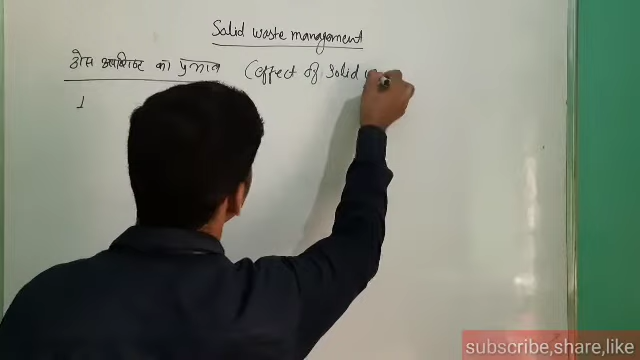 Solid waste management
ठोस अपशिष्ट का प्रभाव (effect of Solid w
1
subscribe,share,like